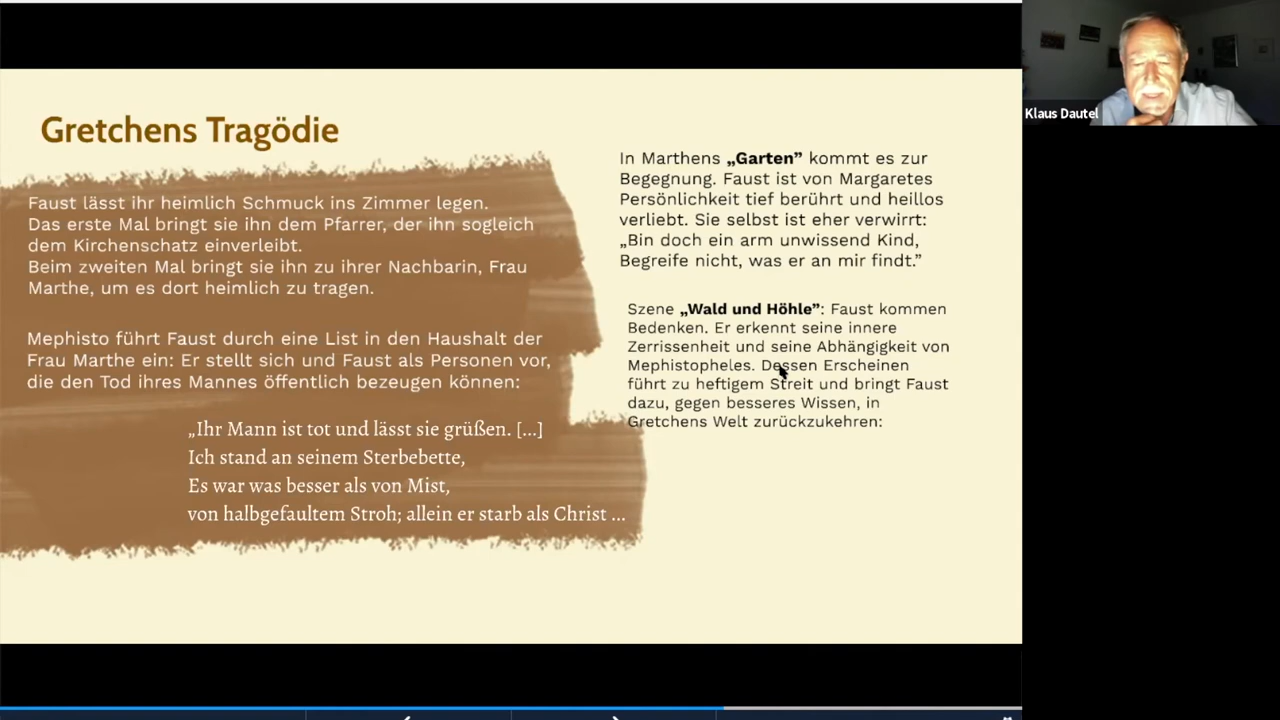 Gretchens Tragödie
Faust lässt ihr heimlich Schmuck ins Zimmer legen.
Das erste Mal bringt sie ihn dem Pfarrer, der ihn sogleich
dem Kirchenschatz einverleibt.
Beim zweiten Mal bringt sie ihn zu ihrer Nachbarin, Frau
Marthe, um es dort heimlich zu tragen.
Mephisto führt Faust durch eine List in den Haushalt der
Frau Marthe ein: Er stellt sich und Faust als Personen vor,
die den Tod ihres Mannes öffentlich bezeugen können:
„Ihr Mann ist tot und lässt sie grüßen. [...]
Ich stand an seinem Sterbebette,
Es war was besser als von Mist,
von halbgefaultem Stroh; allein er starb als Christ ...
In Marthens „Garten” kommt es zur
Begegnung. Faust ist von Margaretes
Persönlichkeit tief berührt und heillos
verliebt. Sie selbst ist eher verwirrt:
„Bin doch ein arm unwissend Kind,
Begreife nicht, was er an mir findt.”
Szene „Wald und Höhle”: Faust kommen
Bedenken. Er erkennt seine innere
Zerrissenheit und seine Abhängigkeit von
Mephistopheles. Dessen Erscheinen
führt zu heftigem Streit und bringt Faust
dazu, gegen besseres Wissen, in
Gretchens Welt zurückzukehren:
Klaus Dautel